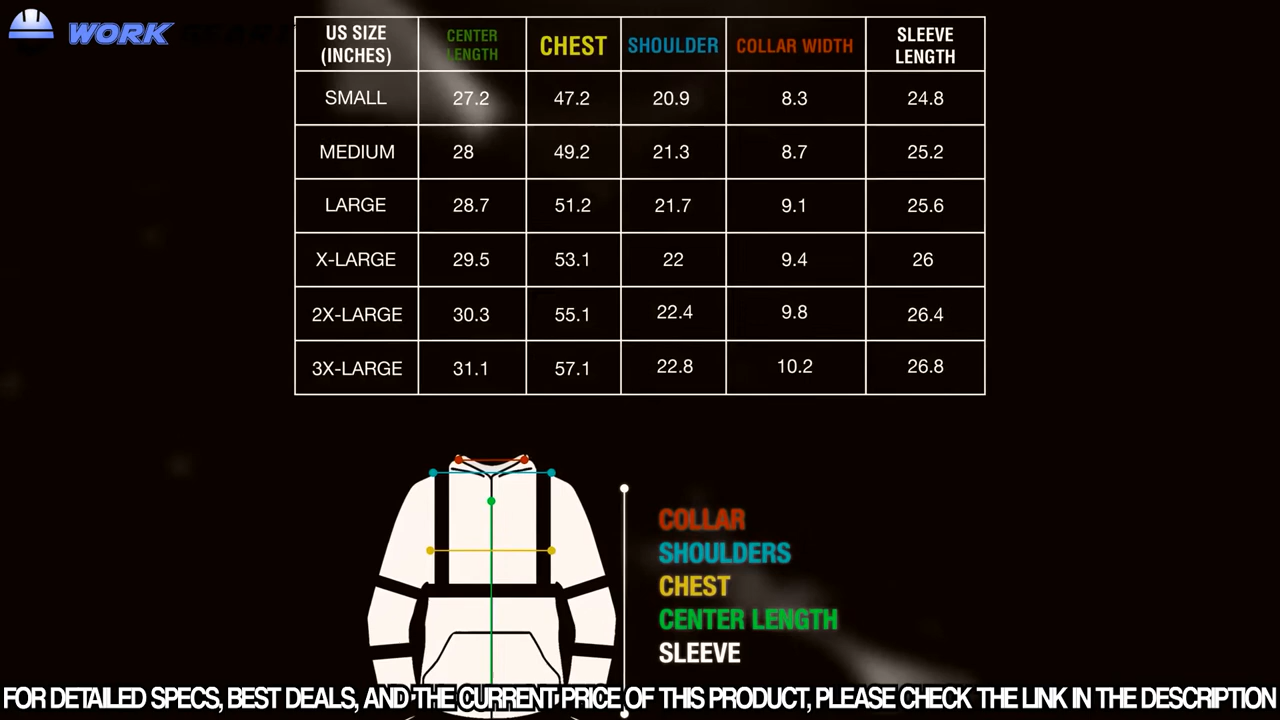 WORK
US SIZE (INCHES) CENTER LENGTH CHEST SHOULDER COLLAR WIDTH SLEEVE LENGTH
SMALL 27.2 47.2 20.9 8.3 24.8
MEDIUM 28 49.2 21.3 8.7 25.2
LARGE 28.7 51.2 21.7 9.1 25.6
X-LARGE 29.5 53.1 22 9.4 26
2X-LARGE 30.3 55.1 22.4 9.8 26.4
3X-LARGE 31.1 57.1 22.8 10.2 26.8
COLLAR
SHOULDERS
CHEST
CENTER LENGTH
SLEEVE
FOR DETAILED SPECS, BEST DEALS, AND THE CURRENT PRICE OF THIS PRODUCT, PLEASE CHECK THE LINK IN THE DESCRIPTION